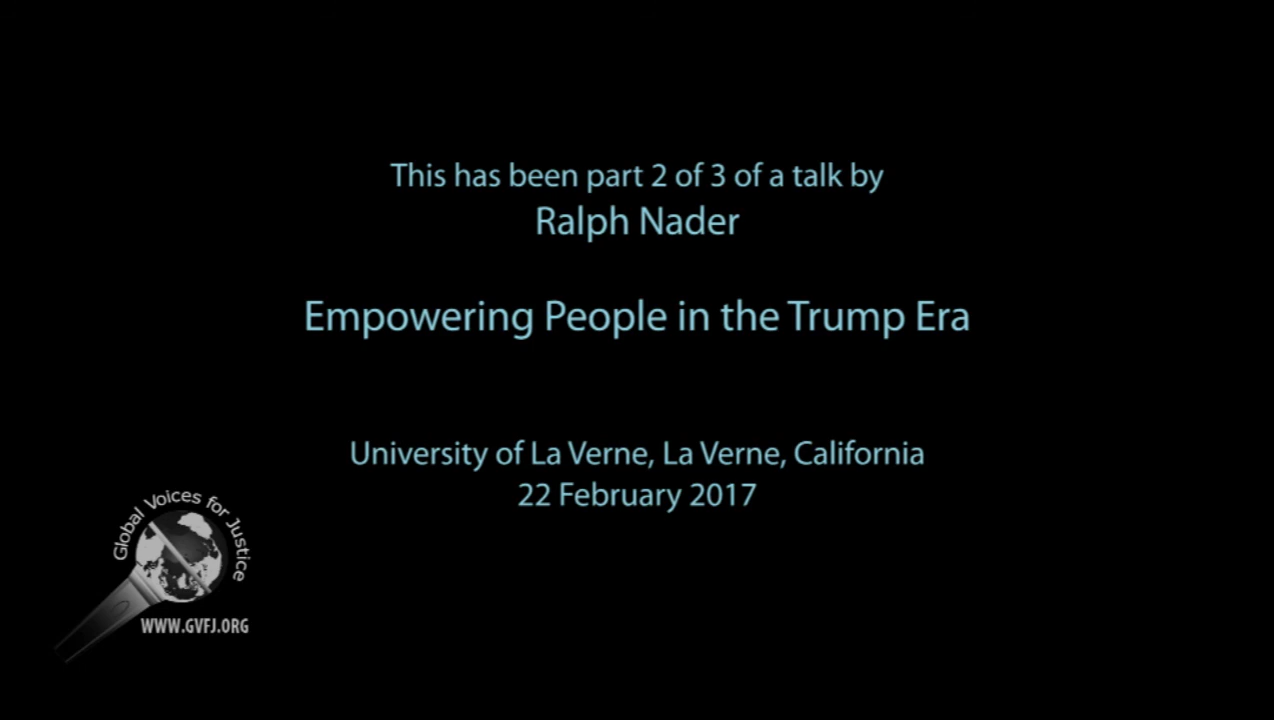 This has been part 2 of 3 of a talk by
Ralph Nader
Empowering People in the Trump Era
University of La Verne, La Verne, California
22 February 2017
Global Voices for Justice
WWW.GVFJ.ORG